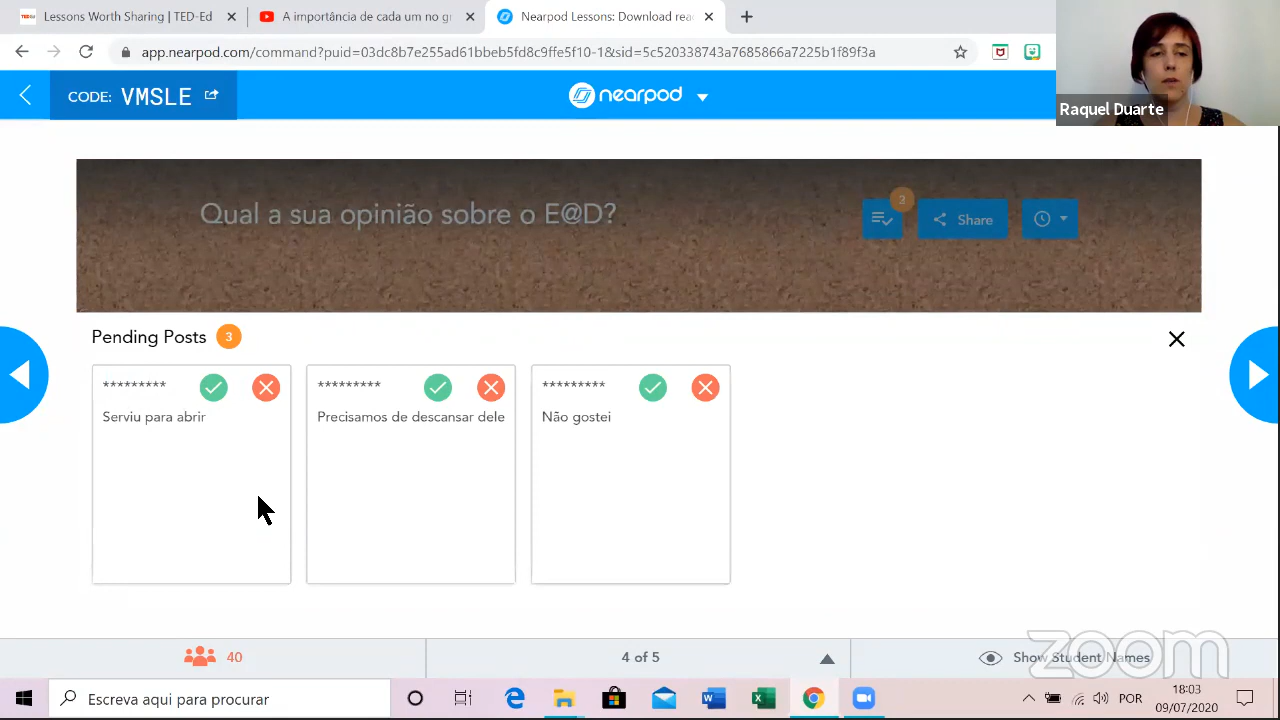 Lessons Worth Sharing | TED-Ed
A importância de cada um no gr
Nearpod Lessons: Download rea
app.nearpod.com/command?puid=03dc8b7e255ad61bbeb5fd8c9ffe5f10-1&sid=5c520338743a7685866a7225b1f89f3a
Raquel Duarte
CODE: VMSLE
nearpod
Qual a sua opinião sobre o E@D?
3
Share
Pending Posts 3
********* ********* *********
Serviu para abrir
Precisamos de descansar dele
Não gostei
40
4 of 5
Show Student Names
zoom
Escreva aqui para procurar
POR
18:03
09/07/2020